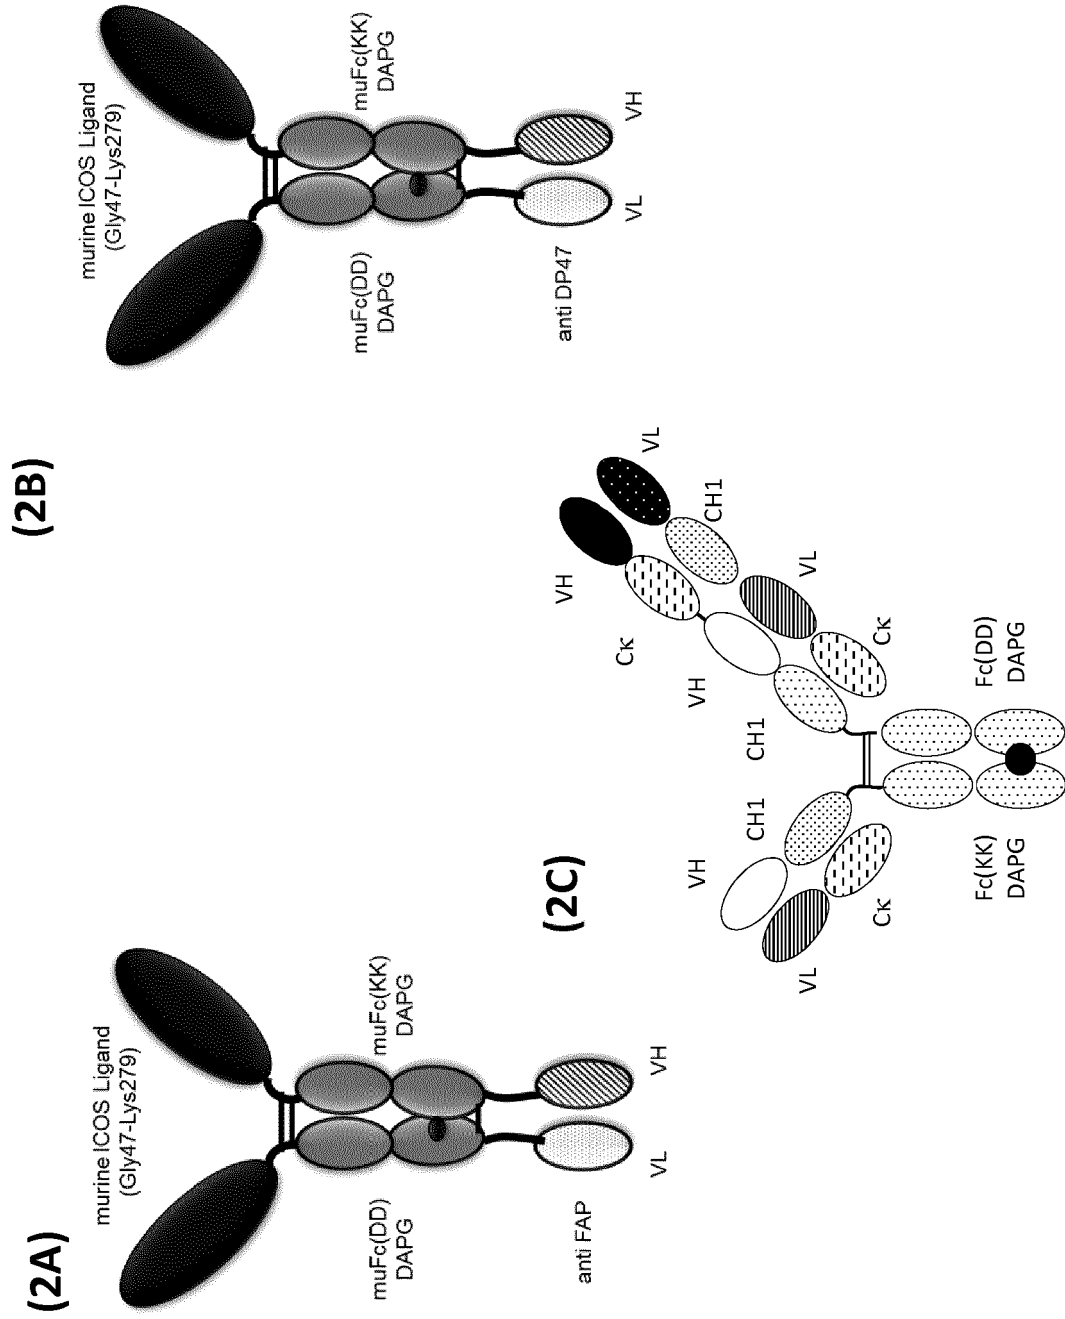 (2A)
murine ICOS Ligand
(Gly47-Lys279)
muFc(DD)
DAPG
muFc(KK)
DAPG
anti FAP
VL
VH
(2B)
murine ICOS Ligand
(Gly47-Lys279)
muFc(DD)
DAPG
muFc(KK)
DAPG
anti DP47
VL
VH
(2C)
VH
VL
Cκ
CH1
VH
VL
CH1
Cκ
VH
CH1
VL
Cκ
Fc(KK)
DAPG
Fc(DD)
DAPG